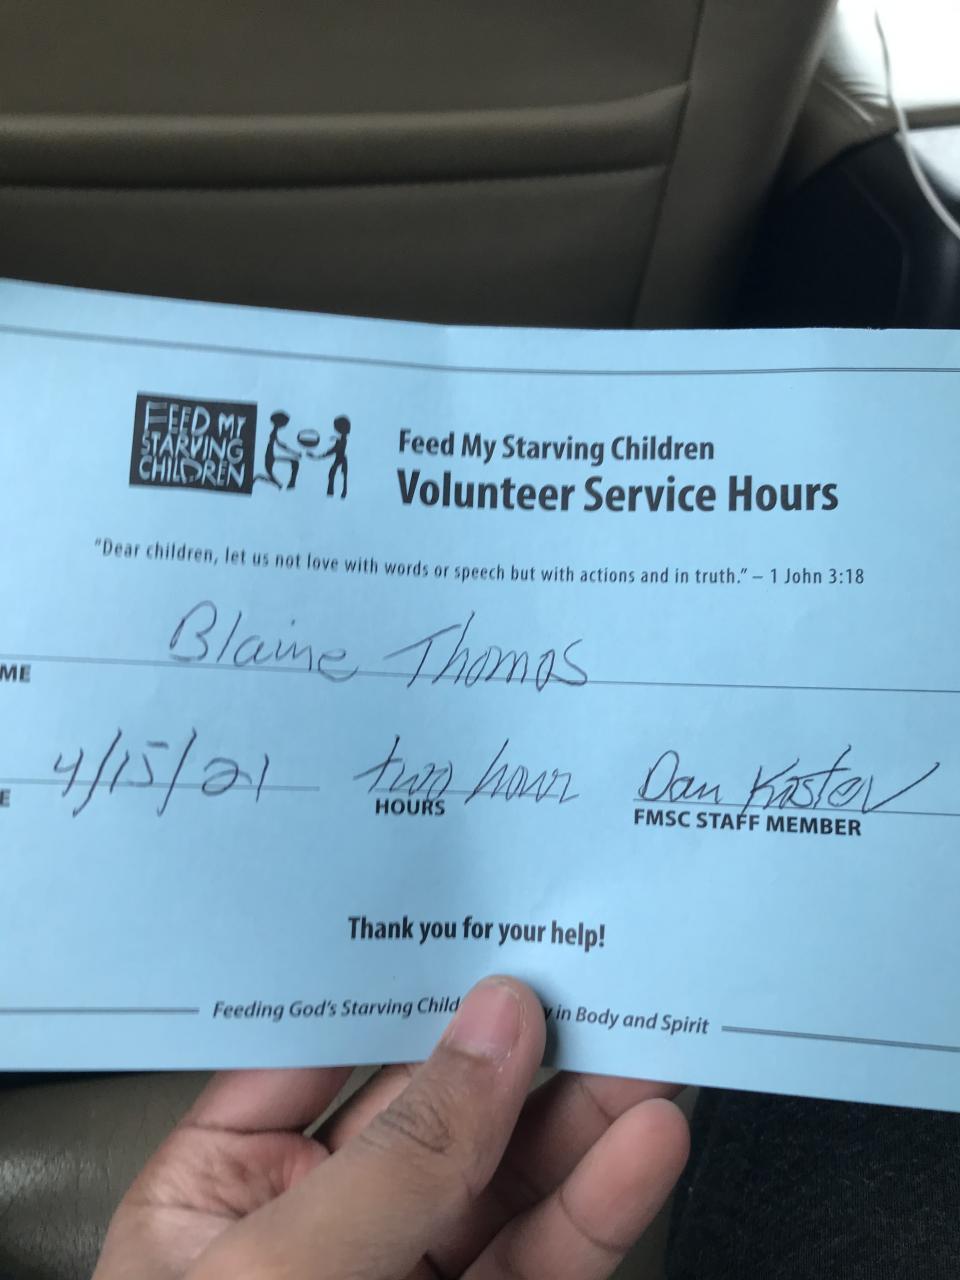 FEED MY
STARVING
CHILDREN
Feed My Starving Children
Volunteer Service Hours
"Dear children, let us not love with words or speech but with actions and in truth." – 1 John 3:18
Blaine Thomas
ME
4/15/21 two hour Dan Koster
E HOURS FMSC STAFF MEMBER
Thank you for your help!
Feeding God's Starving Child y in Body and Spirit